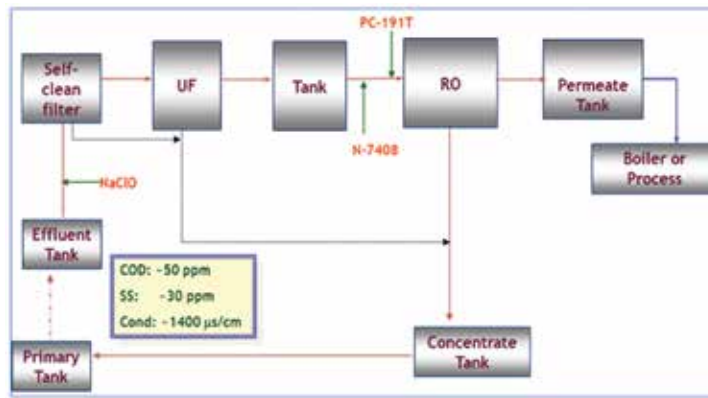 PC-191T
Self-
clean
filter
UF
Tank
RO
Permeate
Tank
N-7408
Boiler or
Process
NaClO
Effluent
Tank
COD: ~50 ppm
SS: ~30 ppm
Cond: ~1400 µs/cm
Primary
Tank
Concentrate
Tank